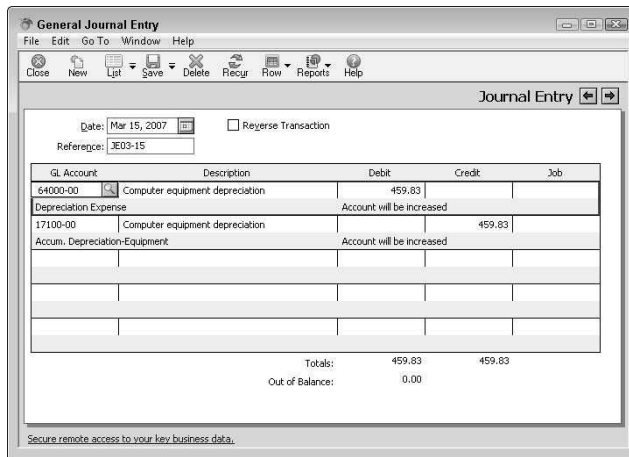 General Journal Entry
File Edit Go To Window Help
Close New List Save Delete Recur Row Reports Help
Journal Entry
Date: Mar 15, 2007 Reverse Transaction
Reference: JE03-15
GL Account Description Debit Credit Job
64000-00 Computer equipment depreciation 459.83
Depreciation Expense Account will be increased
17100-00 Computer equipment depreciation 459.83
Accum. Depreciation-Equipment Account will be increased
Totals: 459.83 459.83
Out of Balance: 0.00
Secure remote access to your key business data.